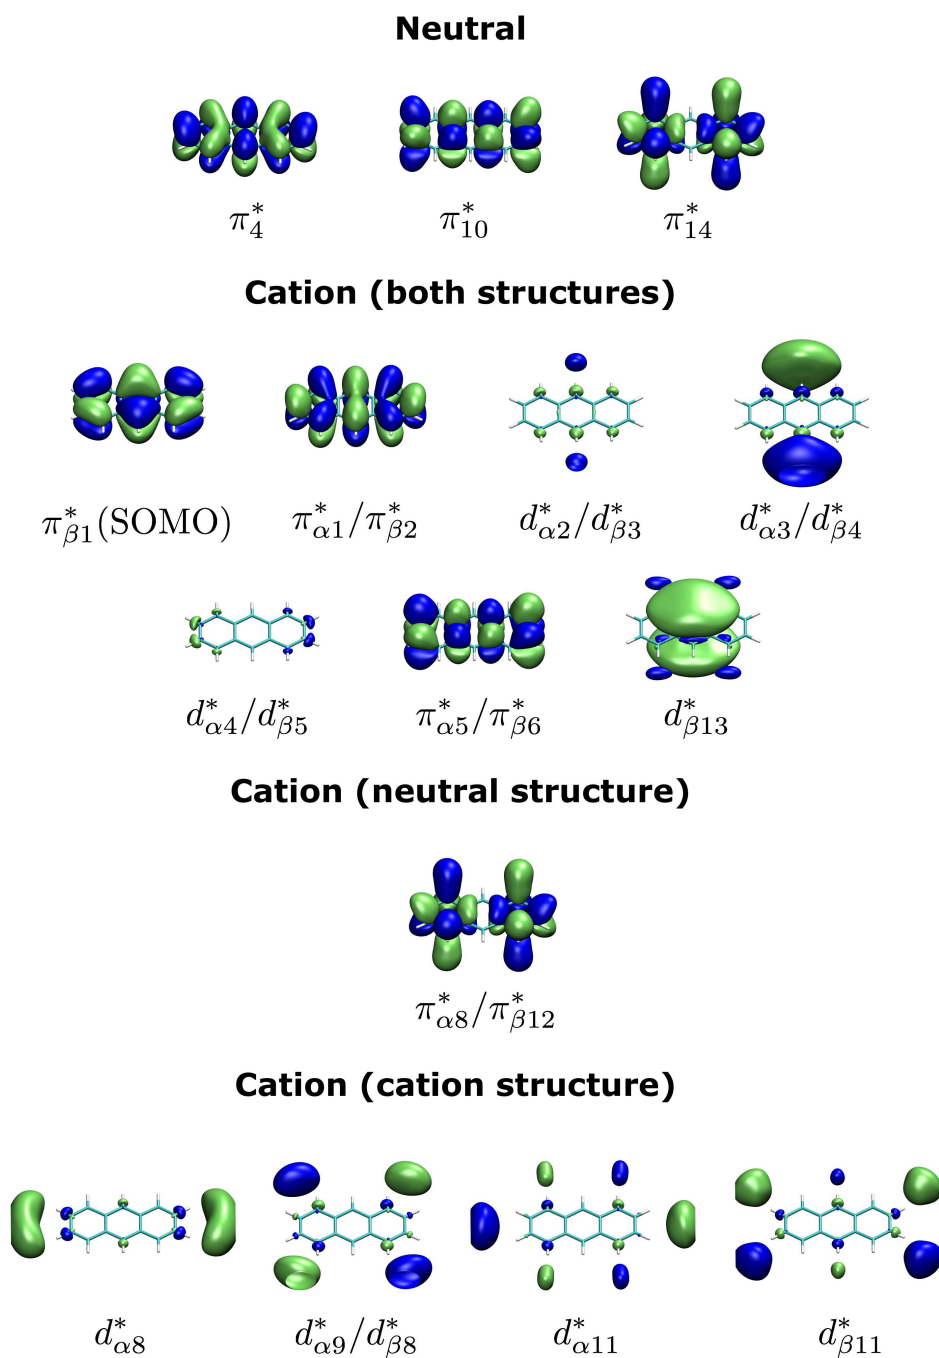 Neutral
π*4 π*10 π*14
Cation (both structures)
π*β1(SOMO) π*α1/π*β2 d*α2/d*β3 d*α3/d*β4
d*α4/d*β5 π*α5/π*β6 d*β13
Cation (neutral structure)
π*α8/π*β12
Cation (cation structure)
d*α8 d*α9/d*β8 d*α11 d*β11